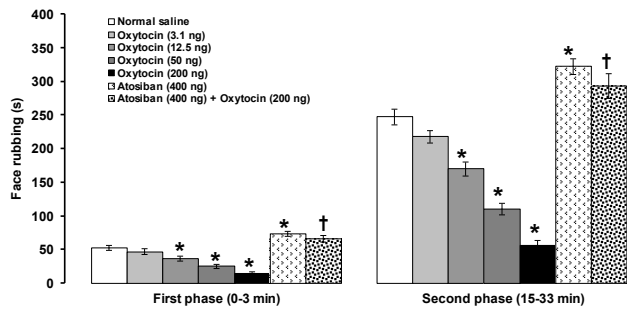 400
350
300
250
200
150
100
50
0
Face rubbing (s)
Normal saline
Oxytocin (3.1 ng)
Oxytocin (12.5 ng)
Oxytocin (50 ng)
Oxytocin (200 ng)
Atosiban (400 ng)
Atosiban (400 ng) + Oxytocin (200 ng)
* * * * †
* * * * †
First phase (0-3 min) Second phase (15-33 min)